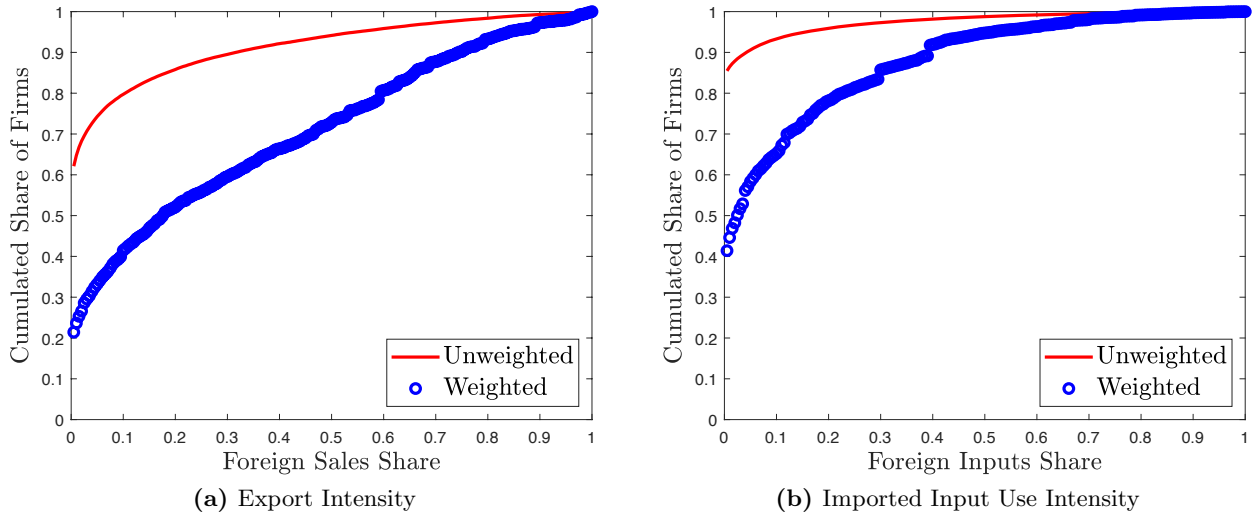 1
0.9
0.8
0.7
0.6
0.5
0.4
0.3
0.2
0.1
0
Cumulated Share of Firms
Unweighted
Weighted
0 0.1 0.2 0.3 0.4 0.5 0.6 0.7 0.8 0.9 1
Foreign Sales Share
(a) Export Intensity
1
0.9
0.8
0.7
0.6
0.5
0.4
0.3
0.2
0.1
0
Cumulated Share of Firms
Unweighted
Weighted
0 0.1 0.2 0.3 0.4 0.5 0.6 0.7 0.8 0.9 1
Foreign Inputs Share
(b) Imported Input Use Intensity